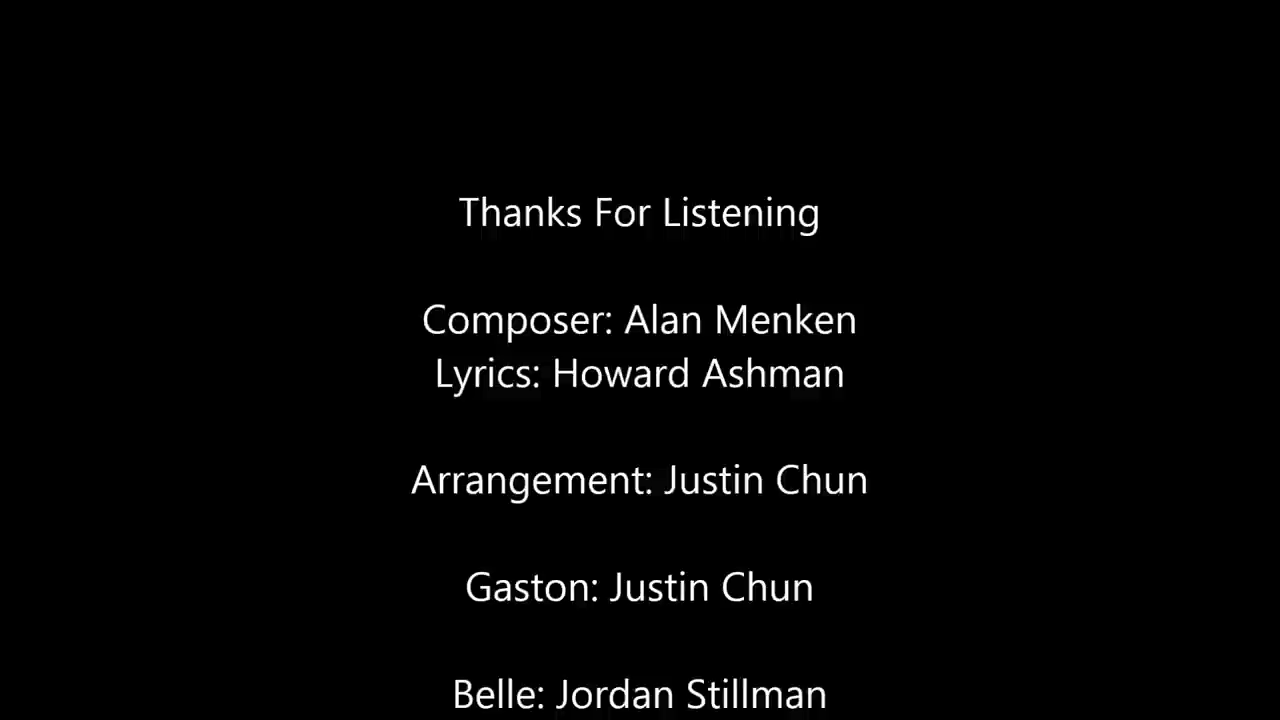 Thanks For Listening
Composer: Alan Menken
Lyrics: Howard Ashman
Arrangement: Justin Chun
Gaston: Justin Chun
Belle: Jordan Stillman